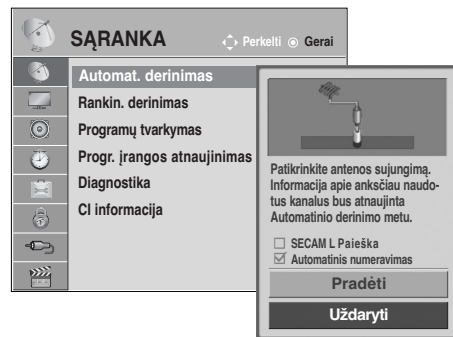 SĄRANKA
Perkelti Gerai
Automat. derinimas
Rankin. derinimas
Programų tvarkymas
Progr. įrangos atnaujinimas
Diagnostika
CI informacija
Patikrinkite antenos sujungimą.
Informacija apie anksčiau naudo-
tus kanalus bus atnaujinta
Automatinio derinimo metu.
SECAM L Paieška
Automatinis numeravimas
Pradėti
Uždaryti